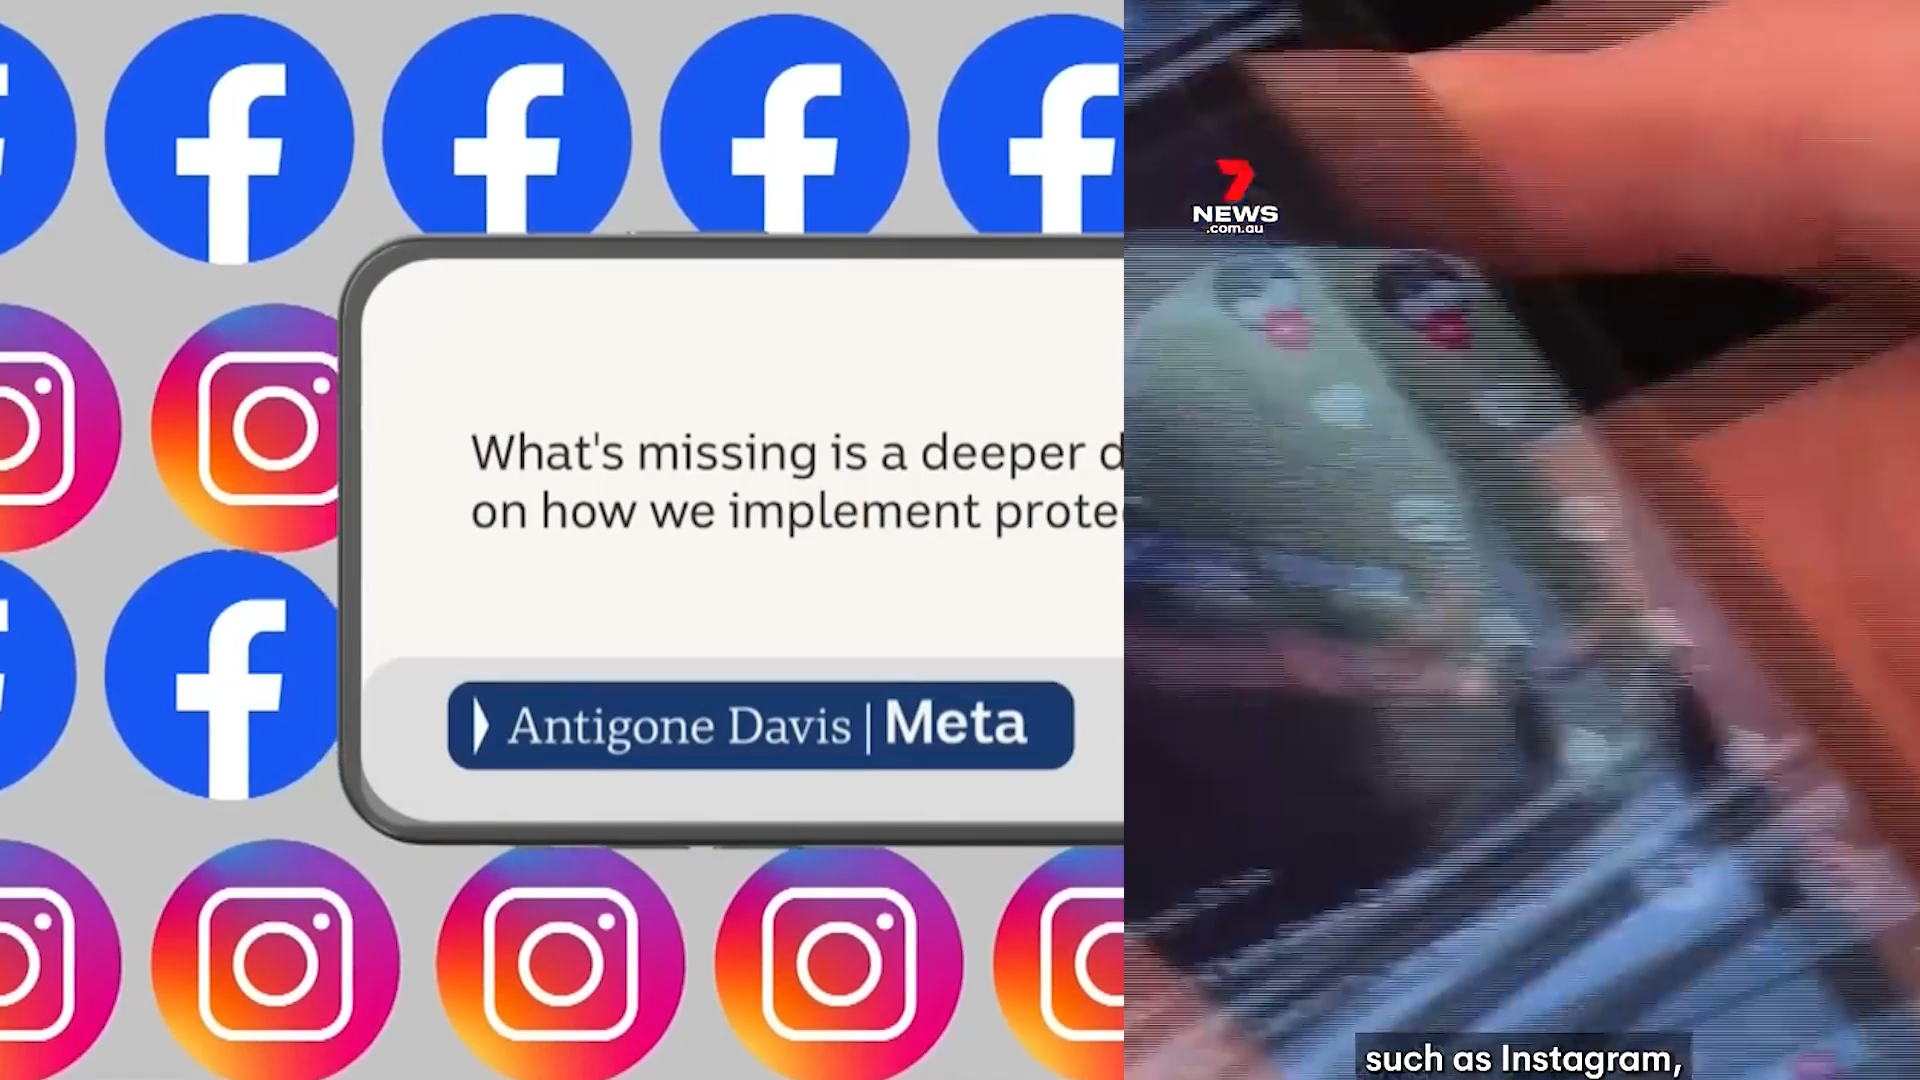 What's missing is a deeper d
on how we implement prote
Antigone Davis | Meta
7
NEWS
.com.au
such as Instagram,